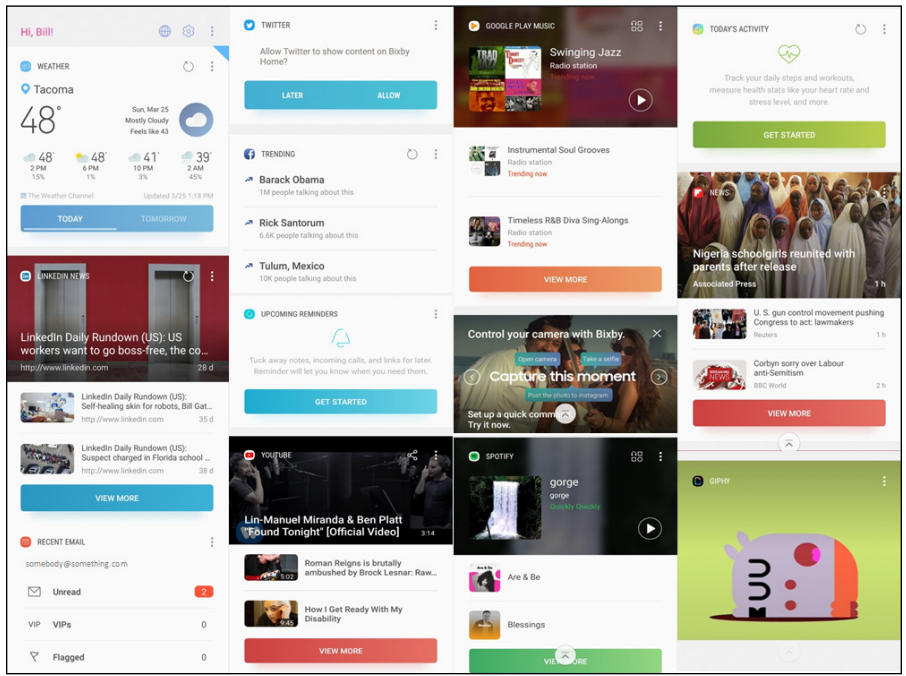 Hi, Bill!
WEATHER
Tacoma
48°
Sun, Mar 25
Mostly Cloudy
Feels like 43
48° 48° 41° 39°
2 PM 6 PM 10 PM 2 AM
15% 1% 3% 45%
The Weather Channel Updated 3/25 1:18 PM
TODAY TOMORROW
LINKEDIN NEWS
LinkedIn Daily Rundown (US): US
workers want to go boss-free, the co...
http://www.linkedin.com 28 d
LinkedIn Daily Rundown (US):
Self-healing skin for robots, Bill Gat...
http://www.linkedin.com 35 d
LinkedIn Daily Rundown (US):
Suspect charged in Florida school ...
http://www.linkedin.com 38 d
VIEW MORE
RECENT EMAIL
somebody@something.com
Unread 2
VIP VIPs 0
Flagged 0
TWITTER
Allow Twitter to show content on Bixby
Home?
LATER ALLOW
TRENDING
Barack Obama
1M people talking about this
Rick Santorum
6.6K people talking about this
Tulum, Mexico
10K people talking about this
UPCOMING REMINDERS
Tuck away notes, incoming calls, and links for later.
Reminder will let you know when you need them.
GET STARTED
YOUTUBE
Lin-Manuel Miranda & Ben Platt
"Found Tonight" [Official Video] 3:14
Roman Reigns is brutally
ambushed by Brock Lesnar: Raw...
5:02
How I Get Ready With My
Disability
9:45
VIEW MORE
GOOGLE PLAY MUSIC
Swinging Jazz
Radio station
Trending now
Instrumental Soul Grooves
Radio station
Trending now
Timeless R&B Diva Sing-Alongs
Radio station
Trending now
VIEW MORE
Control your camera with Bixby.
Open camera Take a selfie
Capture this moment
Post the photo to Instagram
Set up a quick comm
Try it now.
SPOTIFY
gorge
gorge
Quickly Quickly
Are & Be
Are & Be
Blessings
VIEW MORE
TODAY'S ACTIVITY
Track your daily steps and workouts,
measure health stats like your heart rate and
stress level, and more.
GET STARTED
NEWS
Nigeria schoolgirls reunited with
parents after release
Associated Press 1 h
U. S. gun control movement pushing
Congress to act: lawmakers
Reuters 1 h
BREAKING
NEWS
Corbyn sorry over Labour
anti-Semitism
BBC World 2 h
VIEW MORE
GIPHY